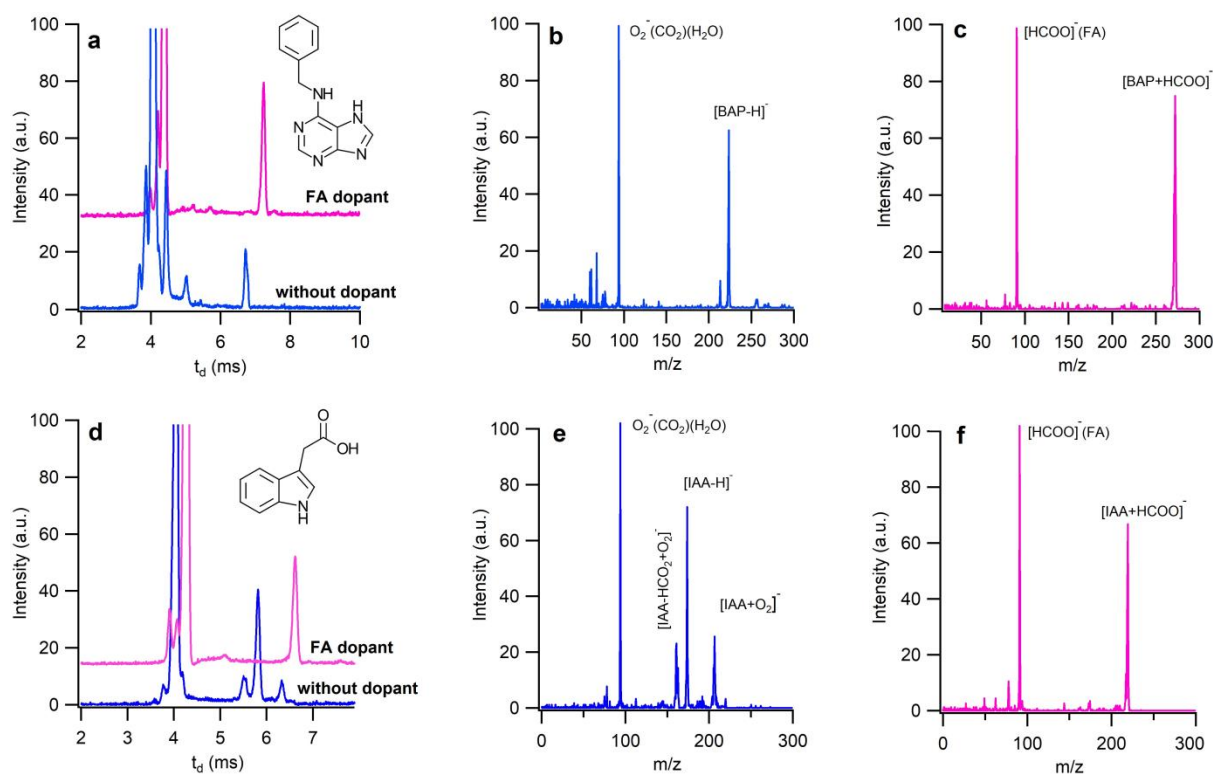 a
100
80
60
40
20
0
Intensity (a.u.)
NH
H
N
N
N
N
FA dopant
without dopant
2 4 6 8 10
t_d (ms)
b
100
80
60
40
20
0
Intensity (a.u.)
O₂⁻(CO₂)(H₂O)
[BAP-H]⁻
50 100 150 200 250 300
m/z
c
100
80
60
40
20
0
Intensity (a.u.)
[HCOO]⁻(FA)
[BAP+HCOO]⁻
50 100 150 200 250 300
m/z
d
100
80
60
40
20
0
Intensity (a.u.)
O
OH
N
H
FA dopant
without dopant
2 3 4 5 6 7
t_d (ms)
e
100
80
60
40
20
0
Intensity (a.u.)
O₂⁻(CO₂)(H₂O)
[IAA-HCO₂+O₂]⁻
[IAA-H]⁻
[IAA+O₂]⁻
0 100 200 300
m/z
f
100
80
60
40
20
0
Intensity (a.u.)
[HCOO]⁻(FA)
[IAA+HCOO]⁻
0 100 200 300
m/z